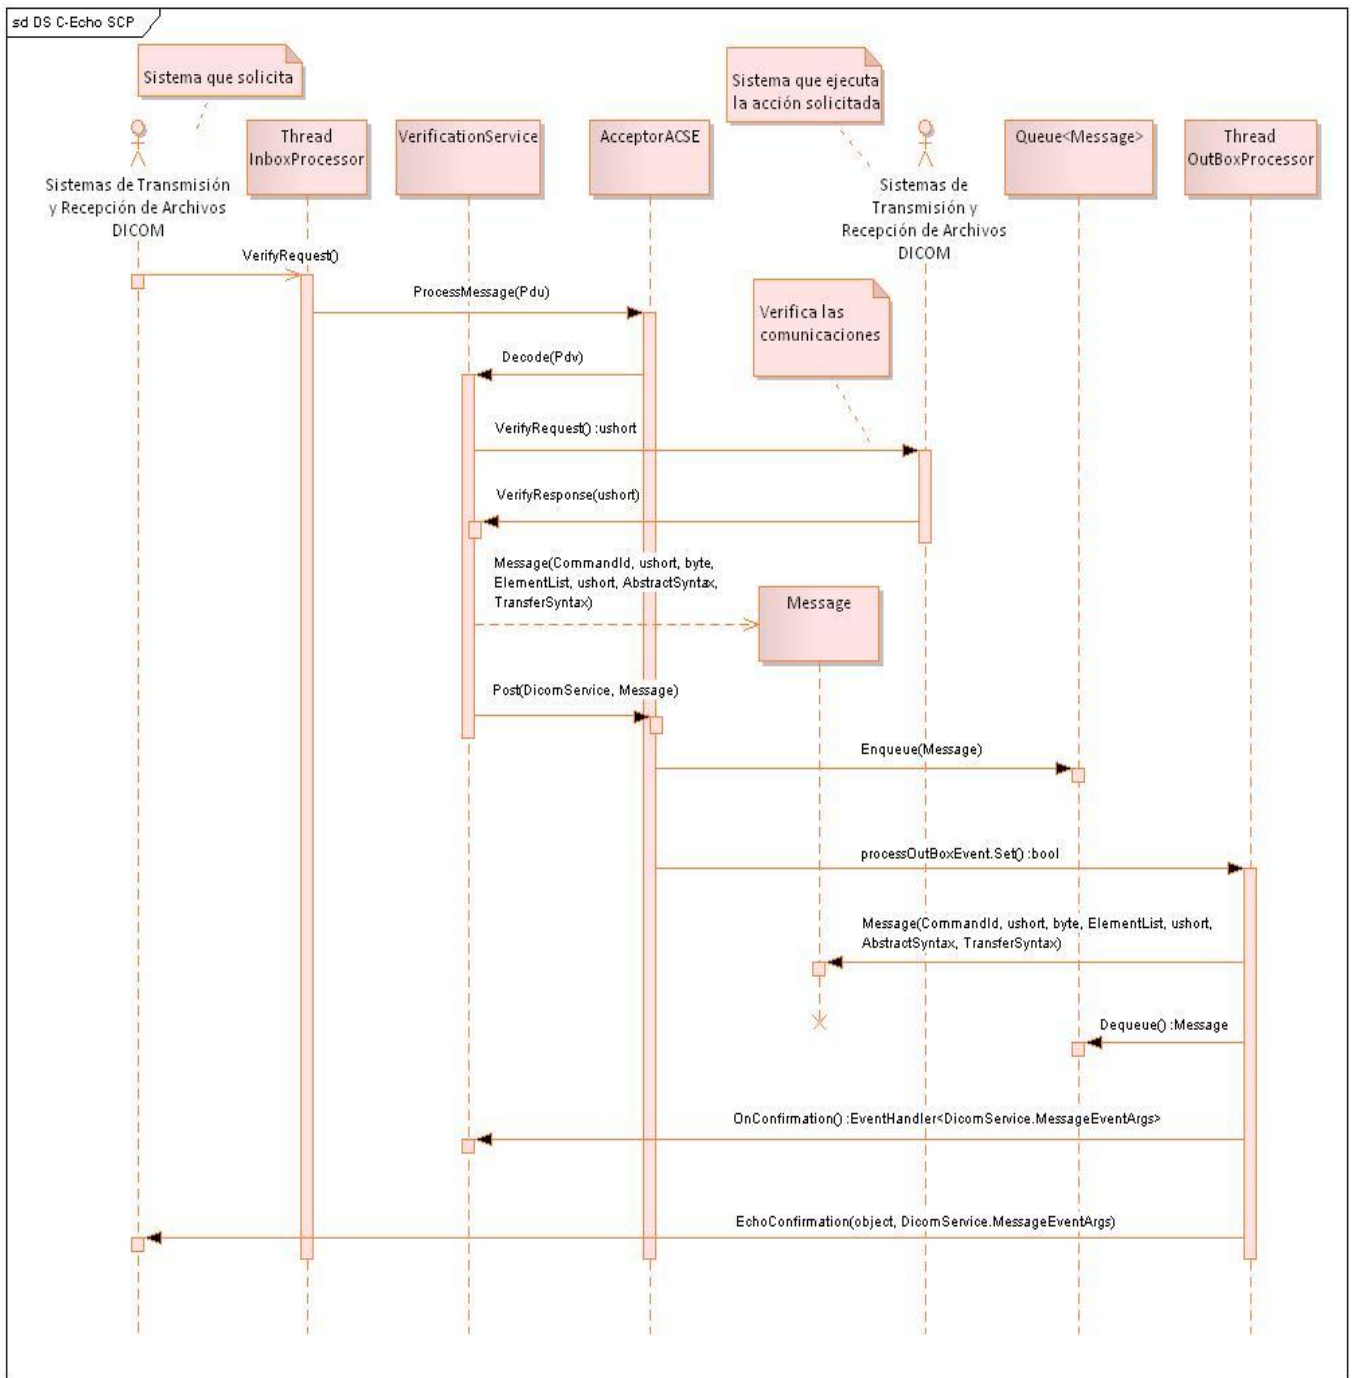 sd DS C-Echo SCP
Sistema que solicita
Sistema que ejecuta
la acción solicitada
Thread
InboxProcessor
VerificationService
AcceptorACSE
Queue<Message>
Thread
OutBoxProcessor
Sistemas de Transmisión
y Recepción de Archivos
DICOM
Sistemas de
Transmisión y
Recepción de Archivos
DICOM
VerifyRequest()
ProcessMessage(Pdu)
Verifica las
comunicaciones
Decode(Pdv)
VerifyRequest() :ushort
VerifyResponse(ushort)
Message(CommandId, ushort, byte,
ElementList, ushort, AbstractSyntax,
TransferSyntax)
Message
Post(DicomService, Message)
Enqueue(Message)
processOutBoxEvent.Set() :bool
Message(CommandId, ushort, byte, ElementList, ushort,
AbstractSyntax, TransferSyntax)
Dequeue() :Message
OnConfirmation() :EventHandler<DicomService.MessageEventArgs>
EchoConfirmation(object, DicomService.MessageEventArgs)